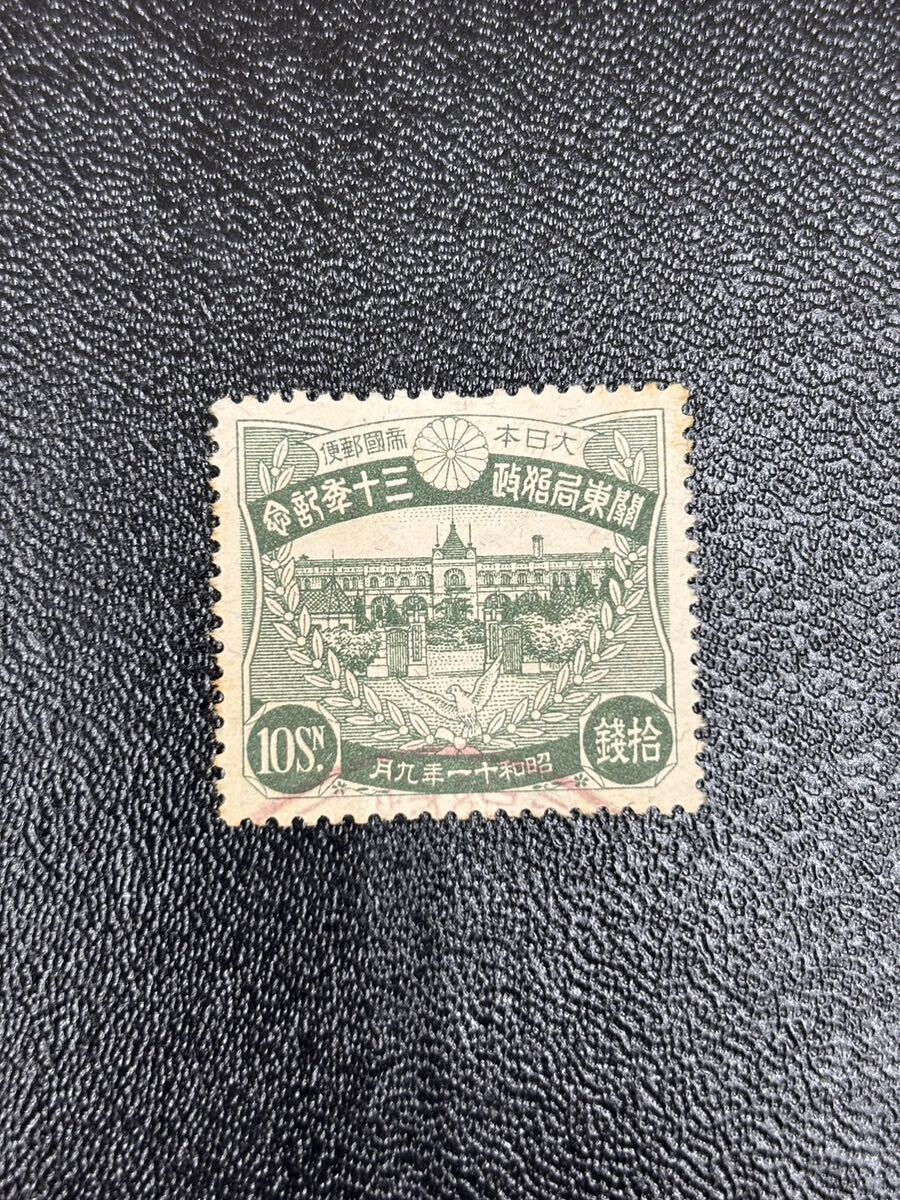 大日本帝國郵便
關東局始政三十年記念
10SN.
拾錢
昭和十一年九月